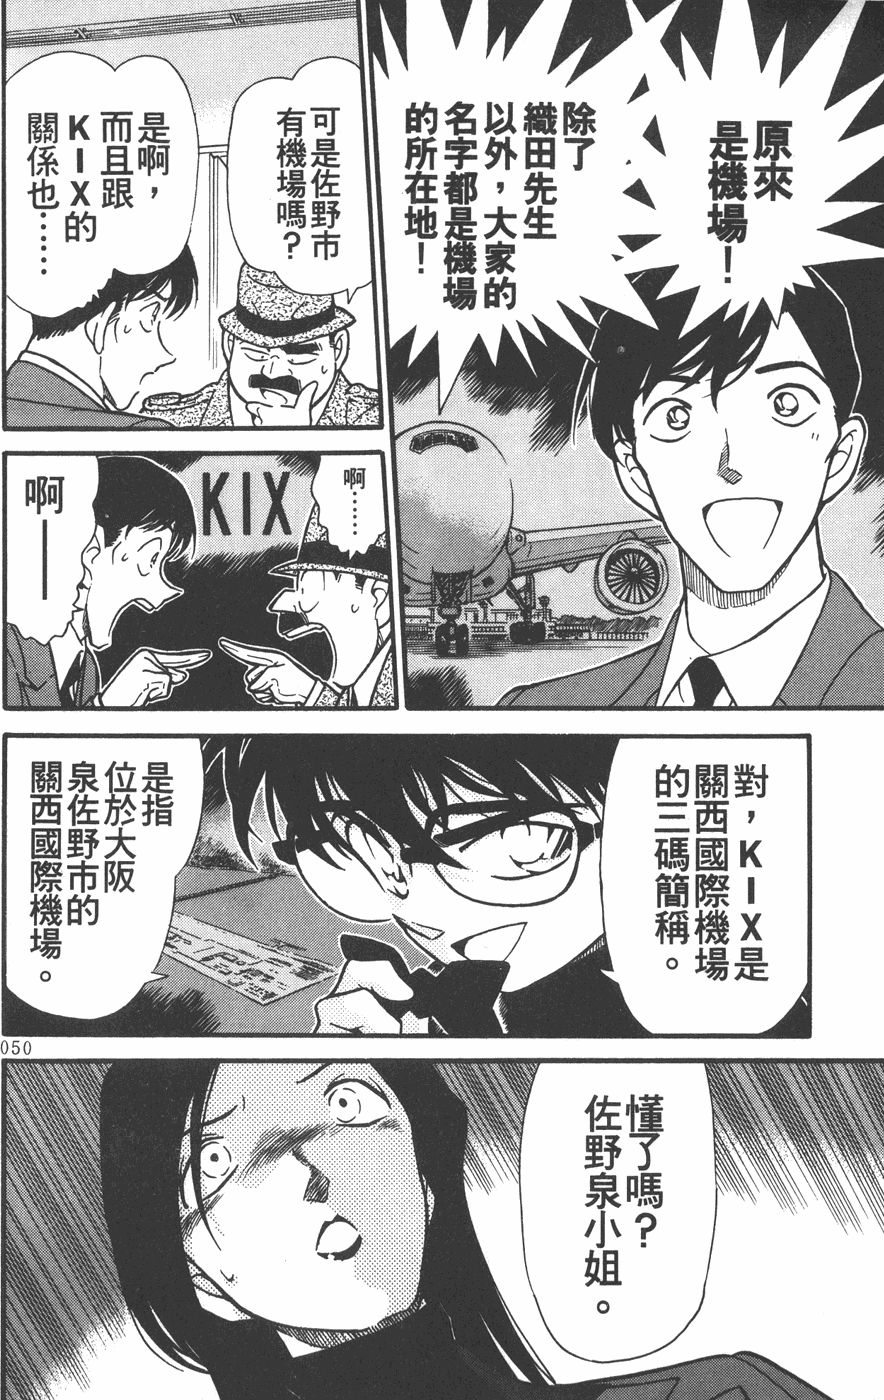 原來
是機場！
除了
織田先生
以外，大家的
名字都是機場
的所在地！
可是佐野市
有機場嗎？
是啊，
而且跟
KIX的
關係也……
啊……
KIX
啊——
對，KIX是
關西國際機場
的三碼簡稱。
是指
位於大阪
泉佐野市的
關西國際機場。
050
懂了嗎？
佐野泉小姐。